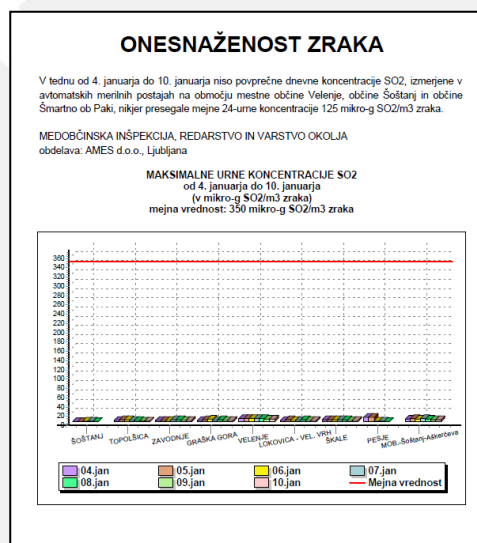 ONESNAŽENOST ZRAKA
V tednu od 4. januarja do 10. januarja niso povprečne dnevne koncentracije SO2, izmerjene v
avtomatskih merilnih postajah na območju mestne občine Velenje, občine Šoštanj in občine
Šmartno ob Paki, nikjer presegale mejne 24-urne koncentracije 125 mikro-g SO2/m3 zraka.
MEDOBČINSKA INŠPEKCIJA, REDARSTVO IN VARSTVO OKOLJA
obdelava: AMES d.o.o., Ljubljana
MAKSIMALNE URNE KONCENTRACIJE SO2
od 4. januarja do 10. januarja
(v mikro-g SO2/m3 zraka)
mejna vrednost: 350 mikro-g SO2/m3 zraka
360
340
320
300
280
260
240
220
200
180
160
140
120
100
80
60
40
20
0
ŠOŠTANJ TOPOLŠICA ZAVODNJE GRAŠKA GORA VELENJE LOKOVICA - VEL. VRH ŠKALE PESJE MOB.-Šoštanj-Aškerčeva
04.jan 05.jan 06.jan 07.jan
08.jan 09.jan 10.jan Mejna vrednost